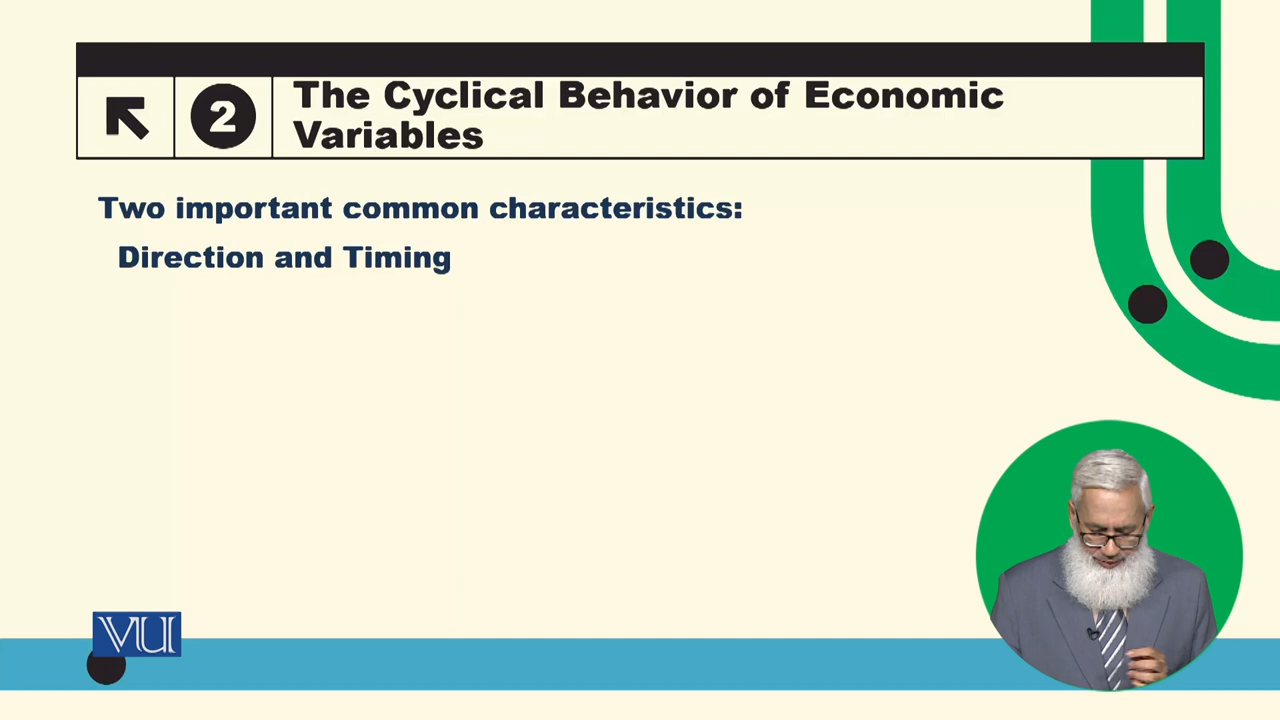 2
The Cyclical Behavior of Economic
Variables
Two important common characteristics:
Direction and Timing
VU